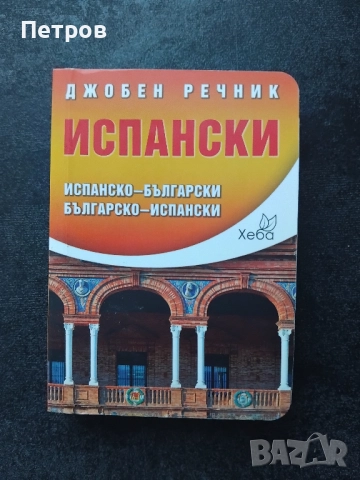 Петров
ДЖОБЕН РЕЧНИК
ИСПАНСКИ
ИСПАНСКО–БЪЛГАРСКИ
БЪЛГАРСКО–ИСПАНСКИ
Хеба
BAZAR